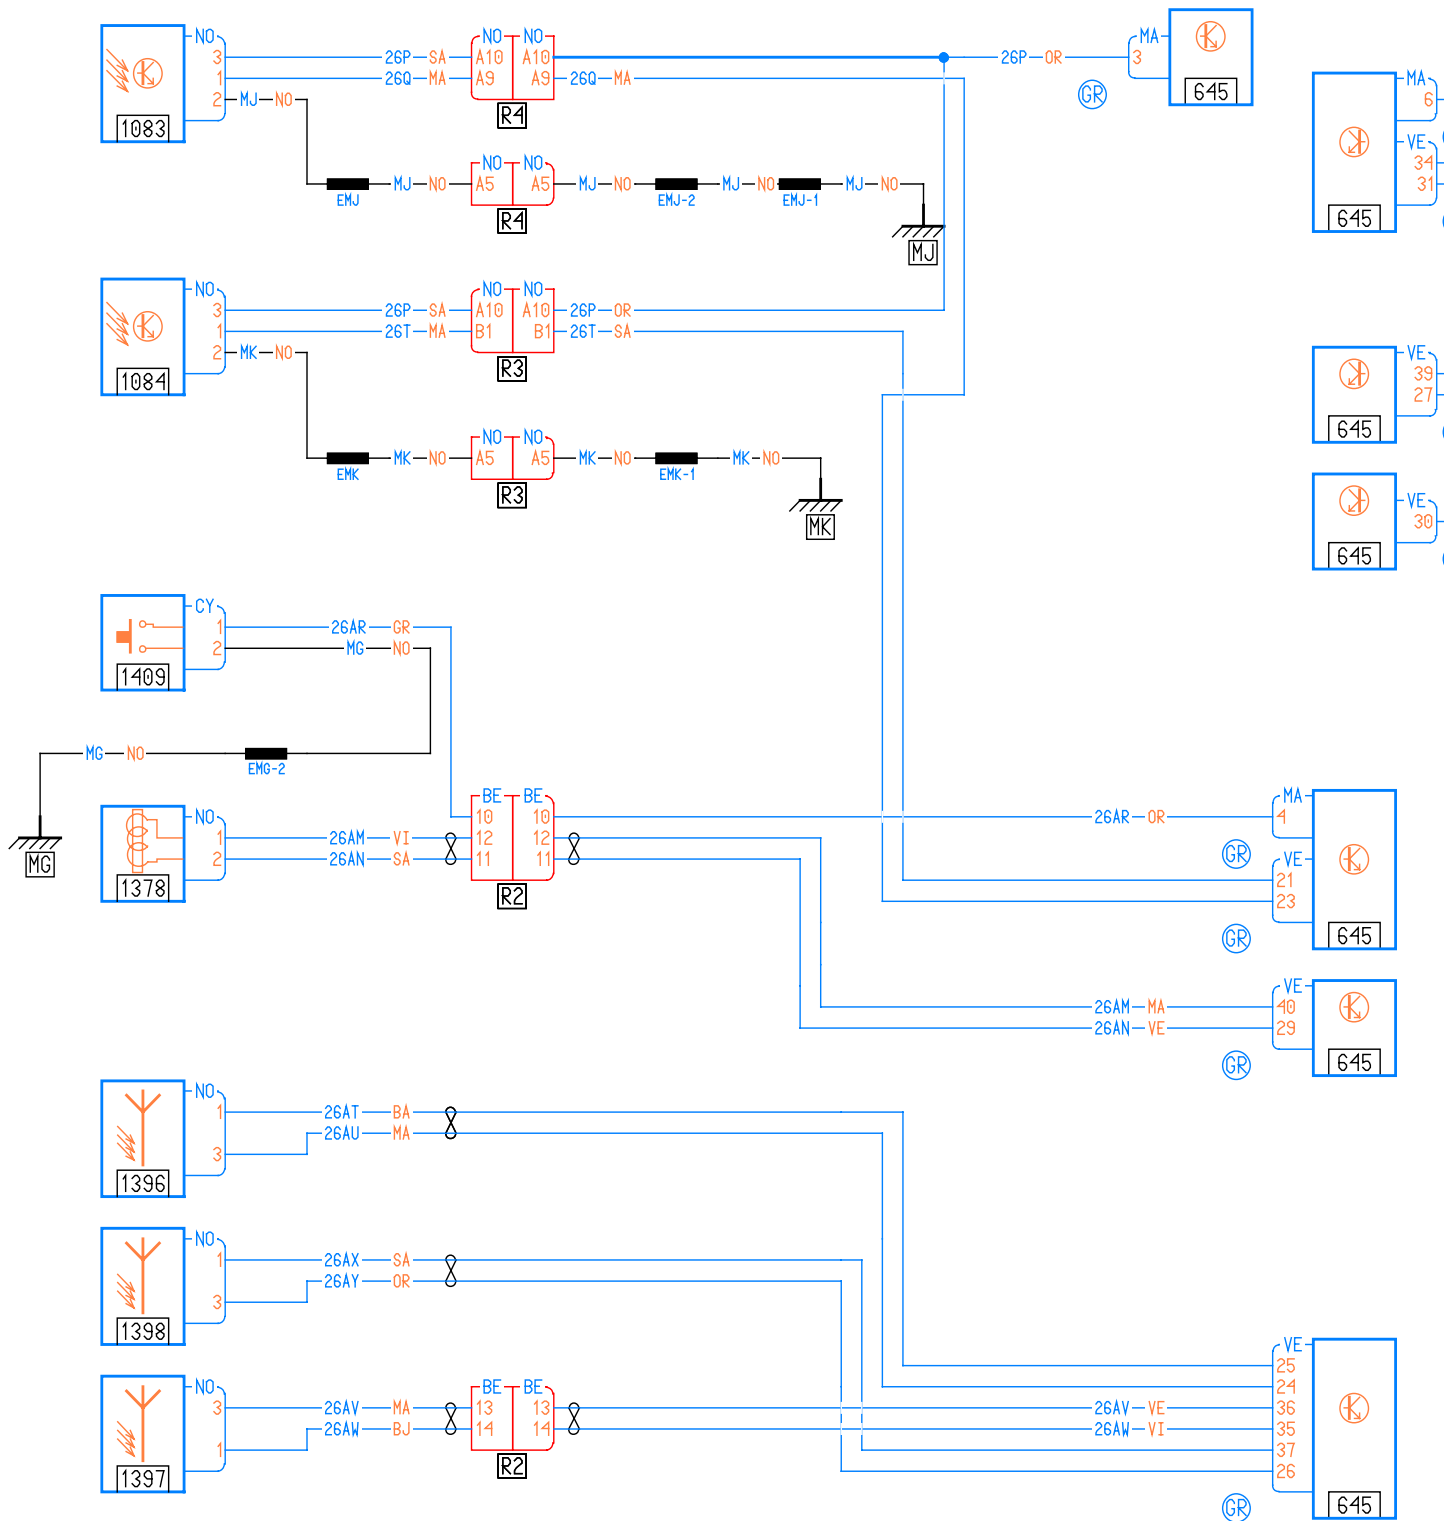 NO NO NO MA
3 26P SA A10 A10 26P OR 3
1 26Q MA A9 A9 26Q MA
2 MJ NO
GR
645
1083
R4
MA
6
NO NO
MJ NO A5 A5 MJ NO MJ NO MJ NO
EMJ EMJ-2 EMJ-1
VE
34
31
645
R4
MJ
NO NO NO
3 26P SA A10 A10 26P OR
1 26T MA B1 B1 26T SA
2 MK NO
1084
R3
VE
39
27
645
NO NO
MK NO A5 A5 MK NO MK NO
EMK EMK-1
R3
MK
VE
30
645
CY
1 26AR GR
2 MG NO
1409
MG NO
EMG-2
MG
BE BE MA
10 10 26AR OR 4
NO
1 26AM VI 12 12
2 26AN SA 11 11
1378
R2
GR
VE
21
23
645
GR
VE
26AM MA 40
26AN VE 29
645
GR
NO
1 26AT BA
26AU MA
3
1396
NO
1 26AX SA
26AY OR
3
1398
NO BE BE
3 26AV MA 13 13 26AV VE
26AW BJ 14 14 26AW VI
1
1397
R2
VE
25
24
36
35
37
26
645
GR